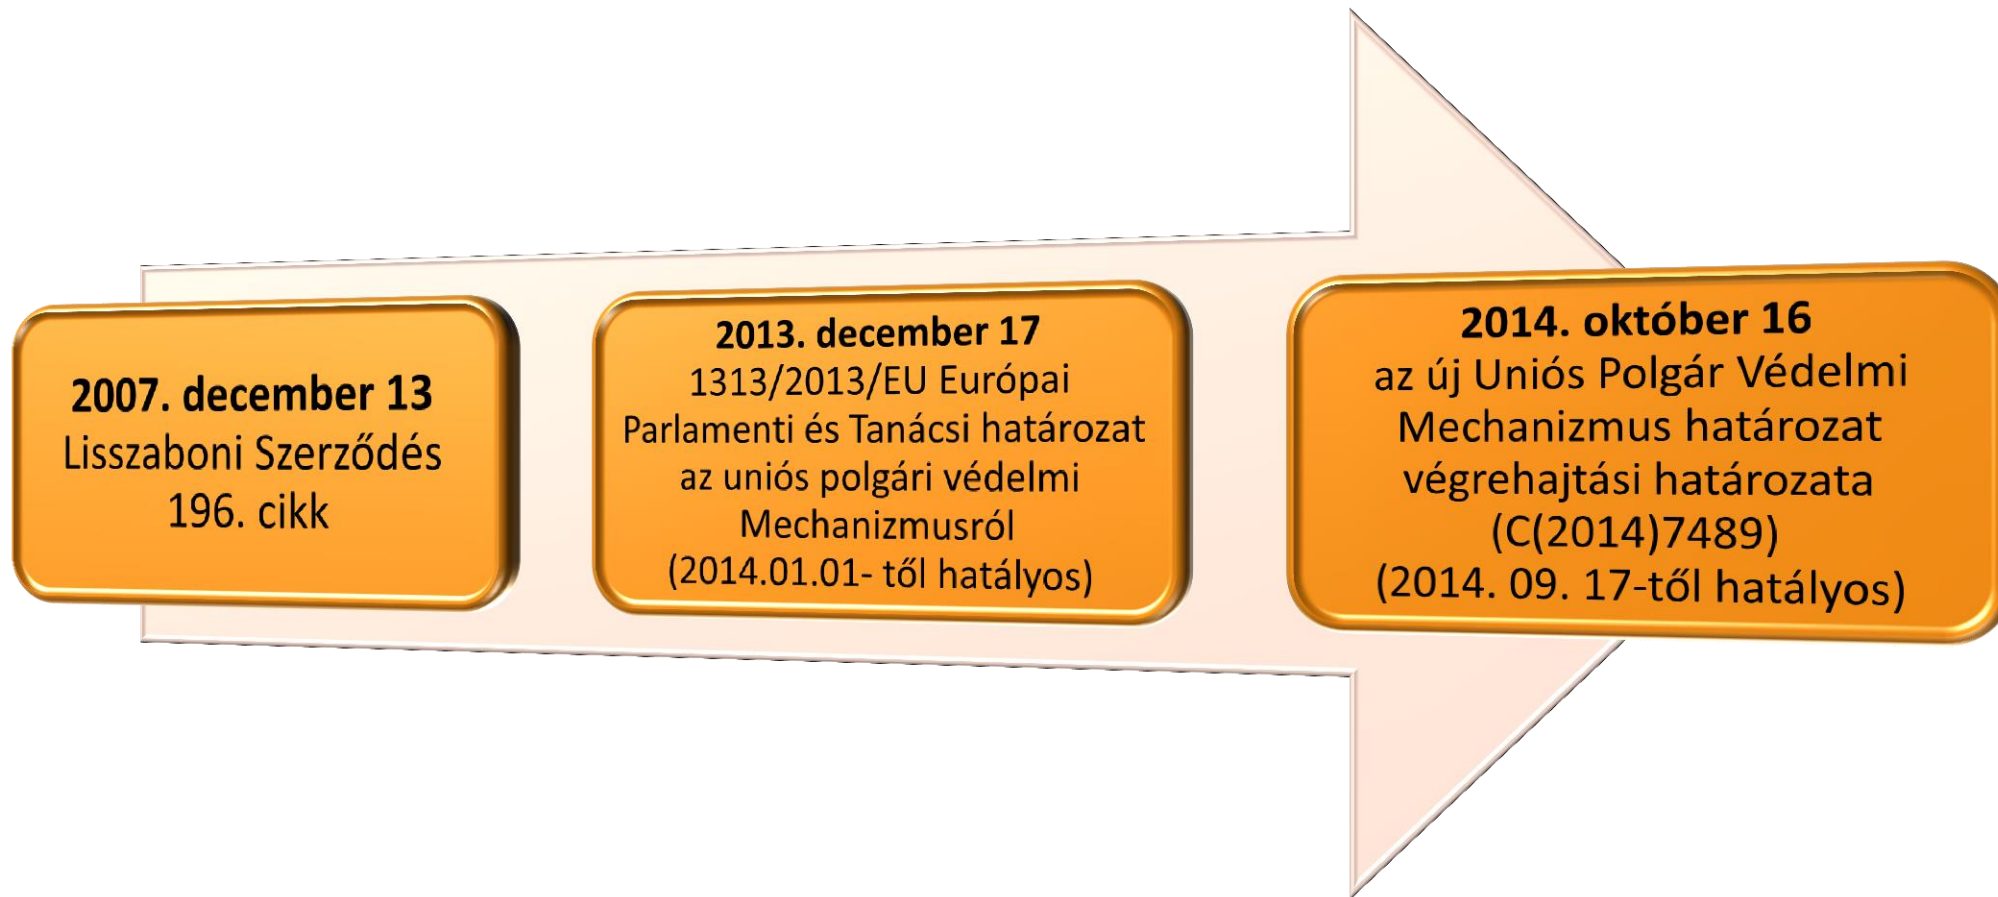 2007. december 13
Lisszaboni Szerződés
196. cikk
2013. december 17
1313/2013/EU Európai
Parlamenti és Tanácsi határozat
az uniós polgári védelmi
Mechanizmusról
(2014.01.01- től hatályos)
2014. október 16
az új Uniós Polgár Védelmi
Mechanizmus határozat
végrehajtási határozata
(C(2014)7489)
(2014. 09. 17-től hatályos)